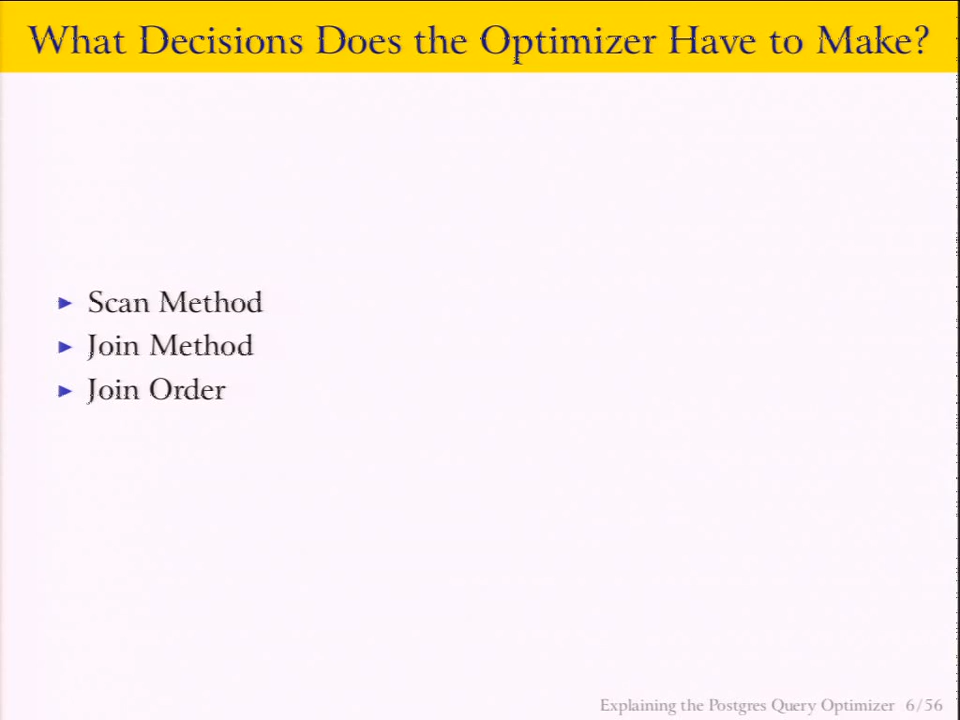 What Decisions Does the Optimizer Have to Make?
Scan Method
Join Method
Join Order
Explaining the Postgres Query Optimizer 6/56